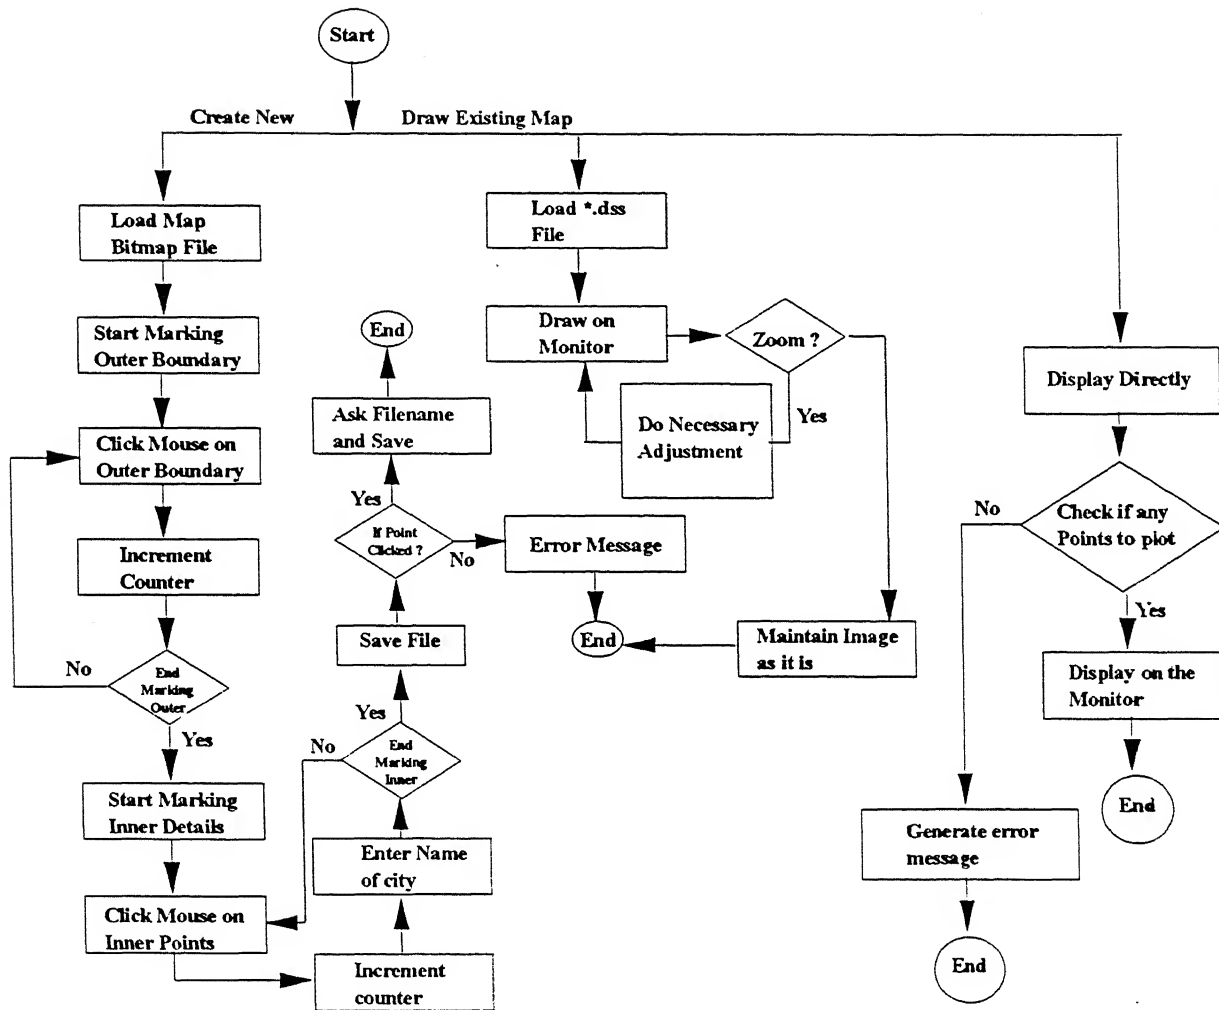 Start
Create New
Draw Existing Map
Load Map
Bitmap File
Start Marking
Outer Boundary
Click Mouse on
Outer Boundary
Increment
Counter
No
End
Marking
Outer
Yes
Start Marking
Inner Details
Click Mouse on
Inner Points
Increment
counter
Enter Name
of city
No
End
Marking
Inner
Yes
Save File
If Point
Clicked ?
No
Yes
Ask Filename
and Save
End
Error Message
End
Load *.dss
File
Draw on
Monitor
Zoom ?
Yes
Do Necessary
Adjustment
Maintain Image
as it is
Display Directly
Check if any
Points to plot
No
Yes
Display on the
Monitor
End
Generate error
message
End